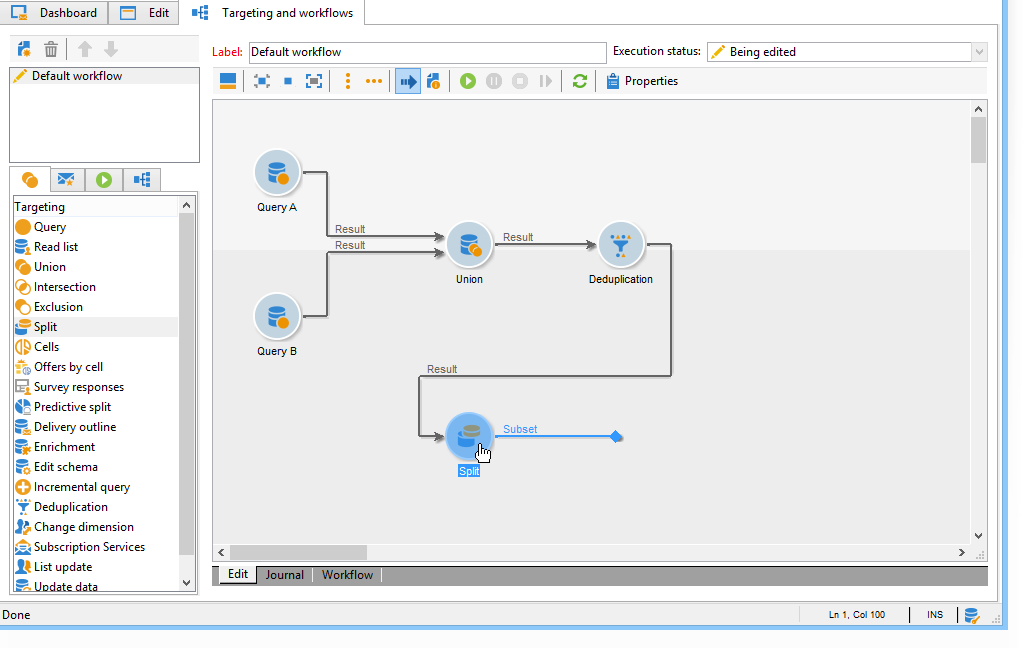 Dashboard
Edit
Targeting and workflows
Label: Default workflow
Execution status: Being edited
Default workflow
Properties
Targeting
Query
Read list
Union
Intersection
Exclusion
Split
Cells
Offers by cell
Survey responses
Predictive split
Delivery outline
Enrichment
Edit schema
Incremental query
Deduplication
Change dimension
Subscription Services
List update
Update data
Query A
Result
Result
Result
Union
Deduplication
Query B
Result
Subset
Split
Edit
Journal
Workflow
Done
Ln 1, Col 100
INS